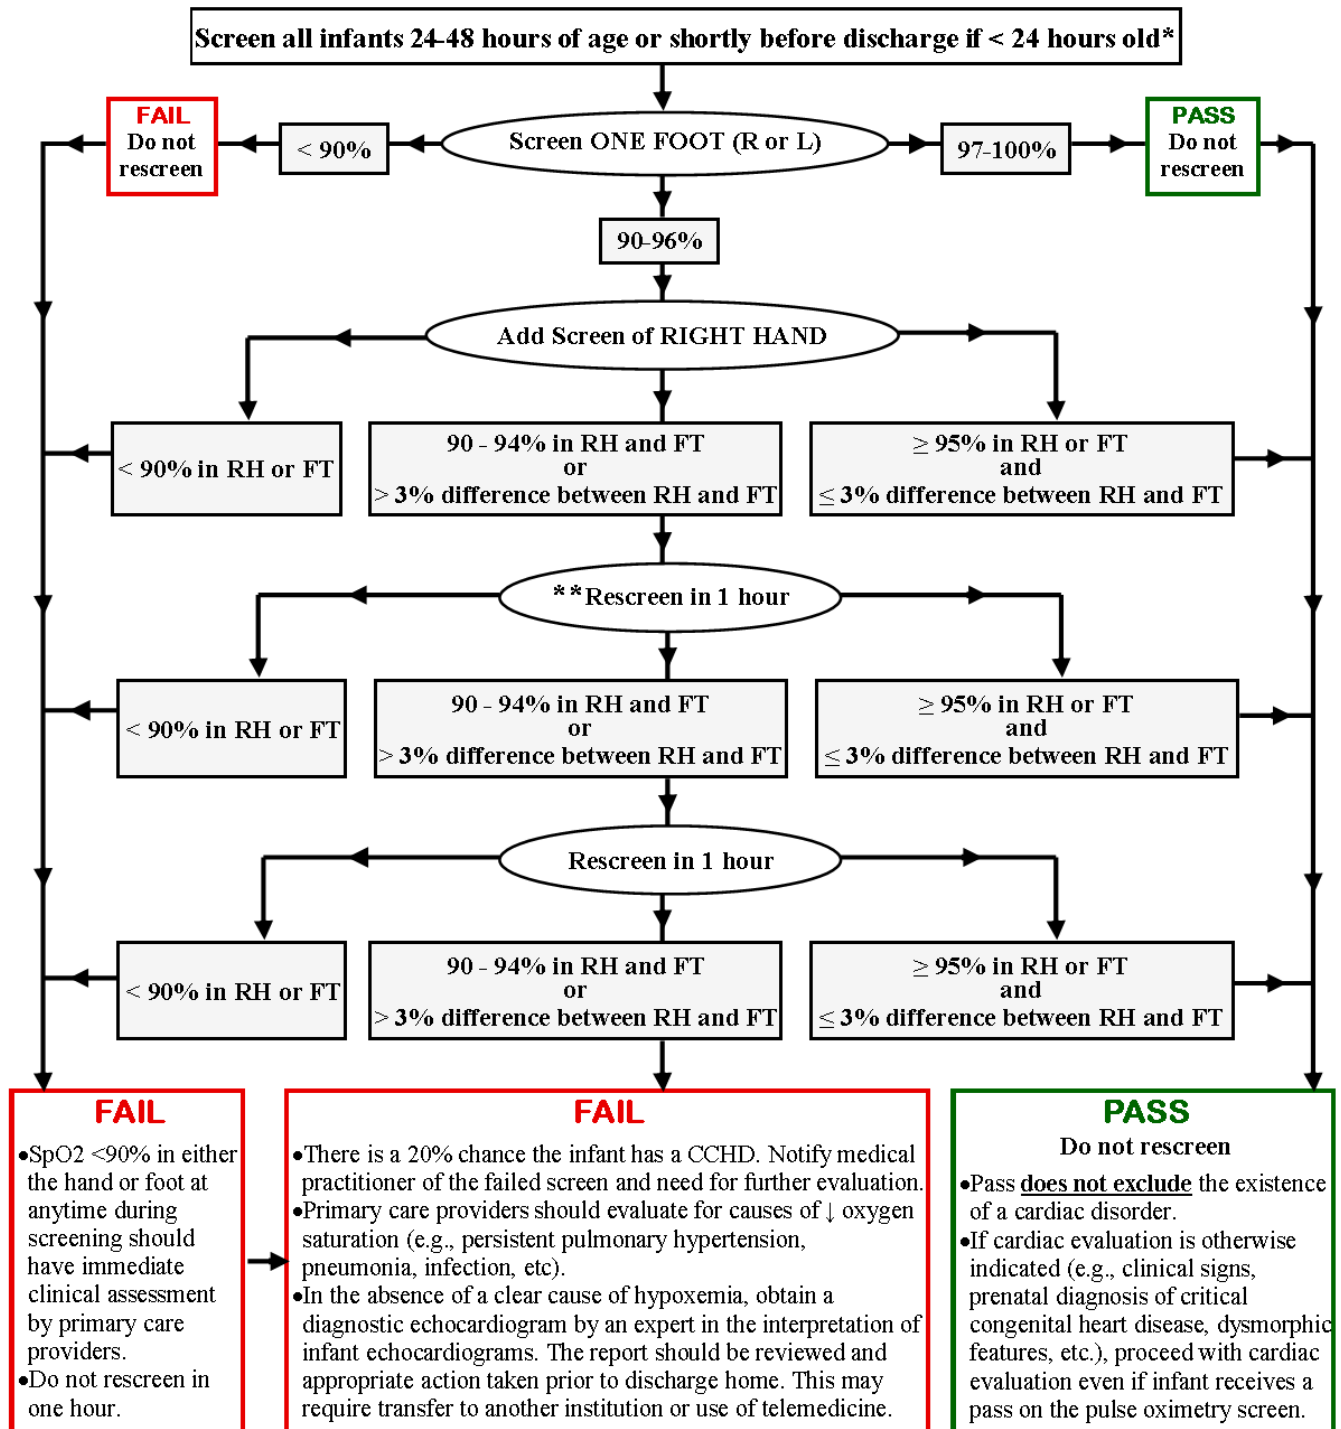 Screen all infants 24-48 hours of age or shortly before discharge if < 24 hours old*
FAIL
Do not
rescreen
< 90%
Screen ONE FOOT (R or L)
97-100%
PASS
Do not
rescreen
90-96%
Add Screen of RIGHT HAND
< 90% in RH or FT
90 - 94% in RH and FT
or
> 3% difference between RH and FT
≥ 95% in RH or FT
and
≤ 3% difference between RH and FT
**Rescreen in 1 hour
< 90% in RH or FT
90 - 94% in RH and FT
or
> 3% difference between RH and FT
≥ 95% in RH or FT
and
≤ 3% difference between RH and FT
Rescreen in 1 hour
< 90% in RH or FT
90 - 94% in RH and FT
or
> 3% difference between RH and FT
≥ 95% in RH or FT
and
≤ 3% difference between RH and FT
FAIL
•SpO2 <90% in either
the hand or foot at
anytime during
screening should
have immediate
clinical assessment
by primary care
providers.
•Do not rescreen in
one hour.
FAIL
•There is a 20% chance the infant has a CCHD. Notify medical
practitioner of the failed screen and need for further evaluation.
•Primary care providers should evaluate for causes of ↓ oxygen
saturation (e.g., persistent pulmonary hypertension,
pneumonia, infection, etc).
•In the absence of a clear cause of hypoxemia, obtain a
diagnostic echocardiogram by an expert in the interpretation of
infant echocardiograms. The report should be reviewed and
appropriate action taken prior to discharge home. This may
require transfer to another institution or use of telemedicine.
PASS
Do not rescreen
•Pass does not exclude the existence
of a cardiac disorder.
•If cardiac evaluation is otherwise
indicated (e.g., clinical signs,
prenatal diagnosis of critical
congenital heart disease, dysmorphic
features, etc.), proceed with cardiac
evaluation even if infant receives a
pass on the pulse oximetry screen.